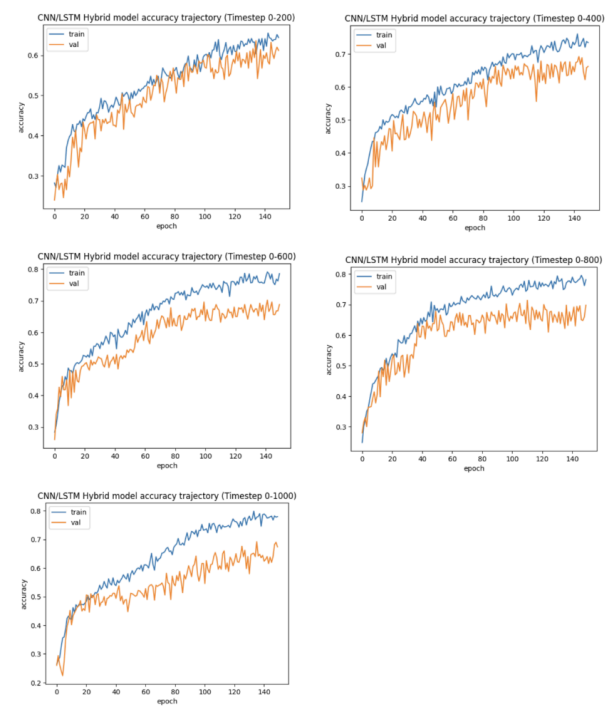 CNN/LSTM Hybrid model accuracy trajectory (Timestep 0-200)
train
val
0.6
0.5
0.4
0.3
accuracy
0 20 40 60 80 100 120 140
epoch
CNN/LSTM Hybrid model accuracy trajectory (Timestep 0-400)
train
val
0.7
0.6
0.5
0.4
0.3
accuracy
0 20 40 60 80 100 120 140
epoch
CNN/LSTM Hybrid model accuracy trajectory (Timestep 0-600)
train
val
0.8
0.7
0.6
0.5
0.4
0.3
accuracy
0 20 40 60 80 100 120 140
epoch
CNN/LSTM Hybrid model accuracy trajectory (Timestep 0-800)
train
val
0.8
0.7
0.6
0.5
0.4
0.3
accuracy
0 20 40 60 80 100 120 140
epoch
CNN/LSTM Hybrid model accuracy trajectory (Timestep 0-1000)
train
val
0.8
0.7
0.6
0.5
0.4
0.3
0.2
accuracy
0 20 40 60 80 100 120 140
epoch